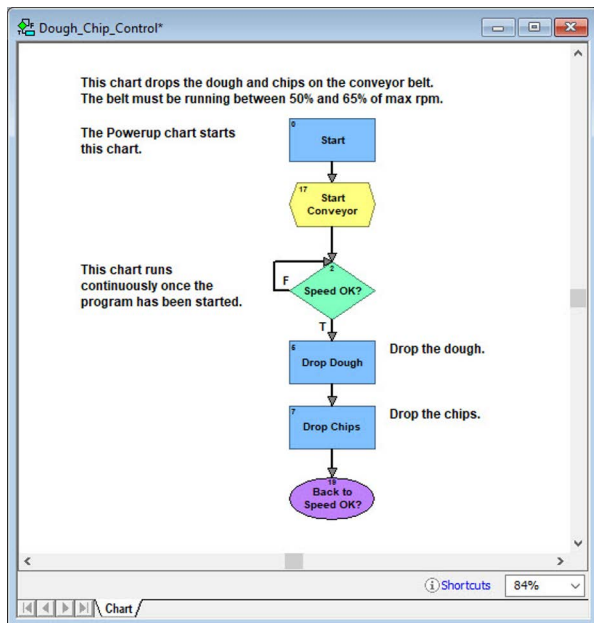 Dough_Chip_Control*
This chart drops the dough and chips on the conveyor belt.
The belt must be running between 50% and 65% of max rpm.
The Powerup chart starts
this chart.
0
Start
17
Start
Conveyor
This chart runs
continuously once the
program has been started.
F
2
Speed OK?
T
6
Drop Dough
Drop the dough.
7
Drop Chips
Drop the chips.
19
Back to
Speed OK?
Shortcuts
84%
Chart